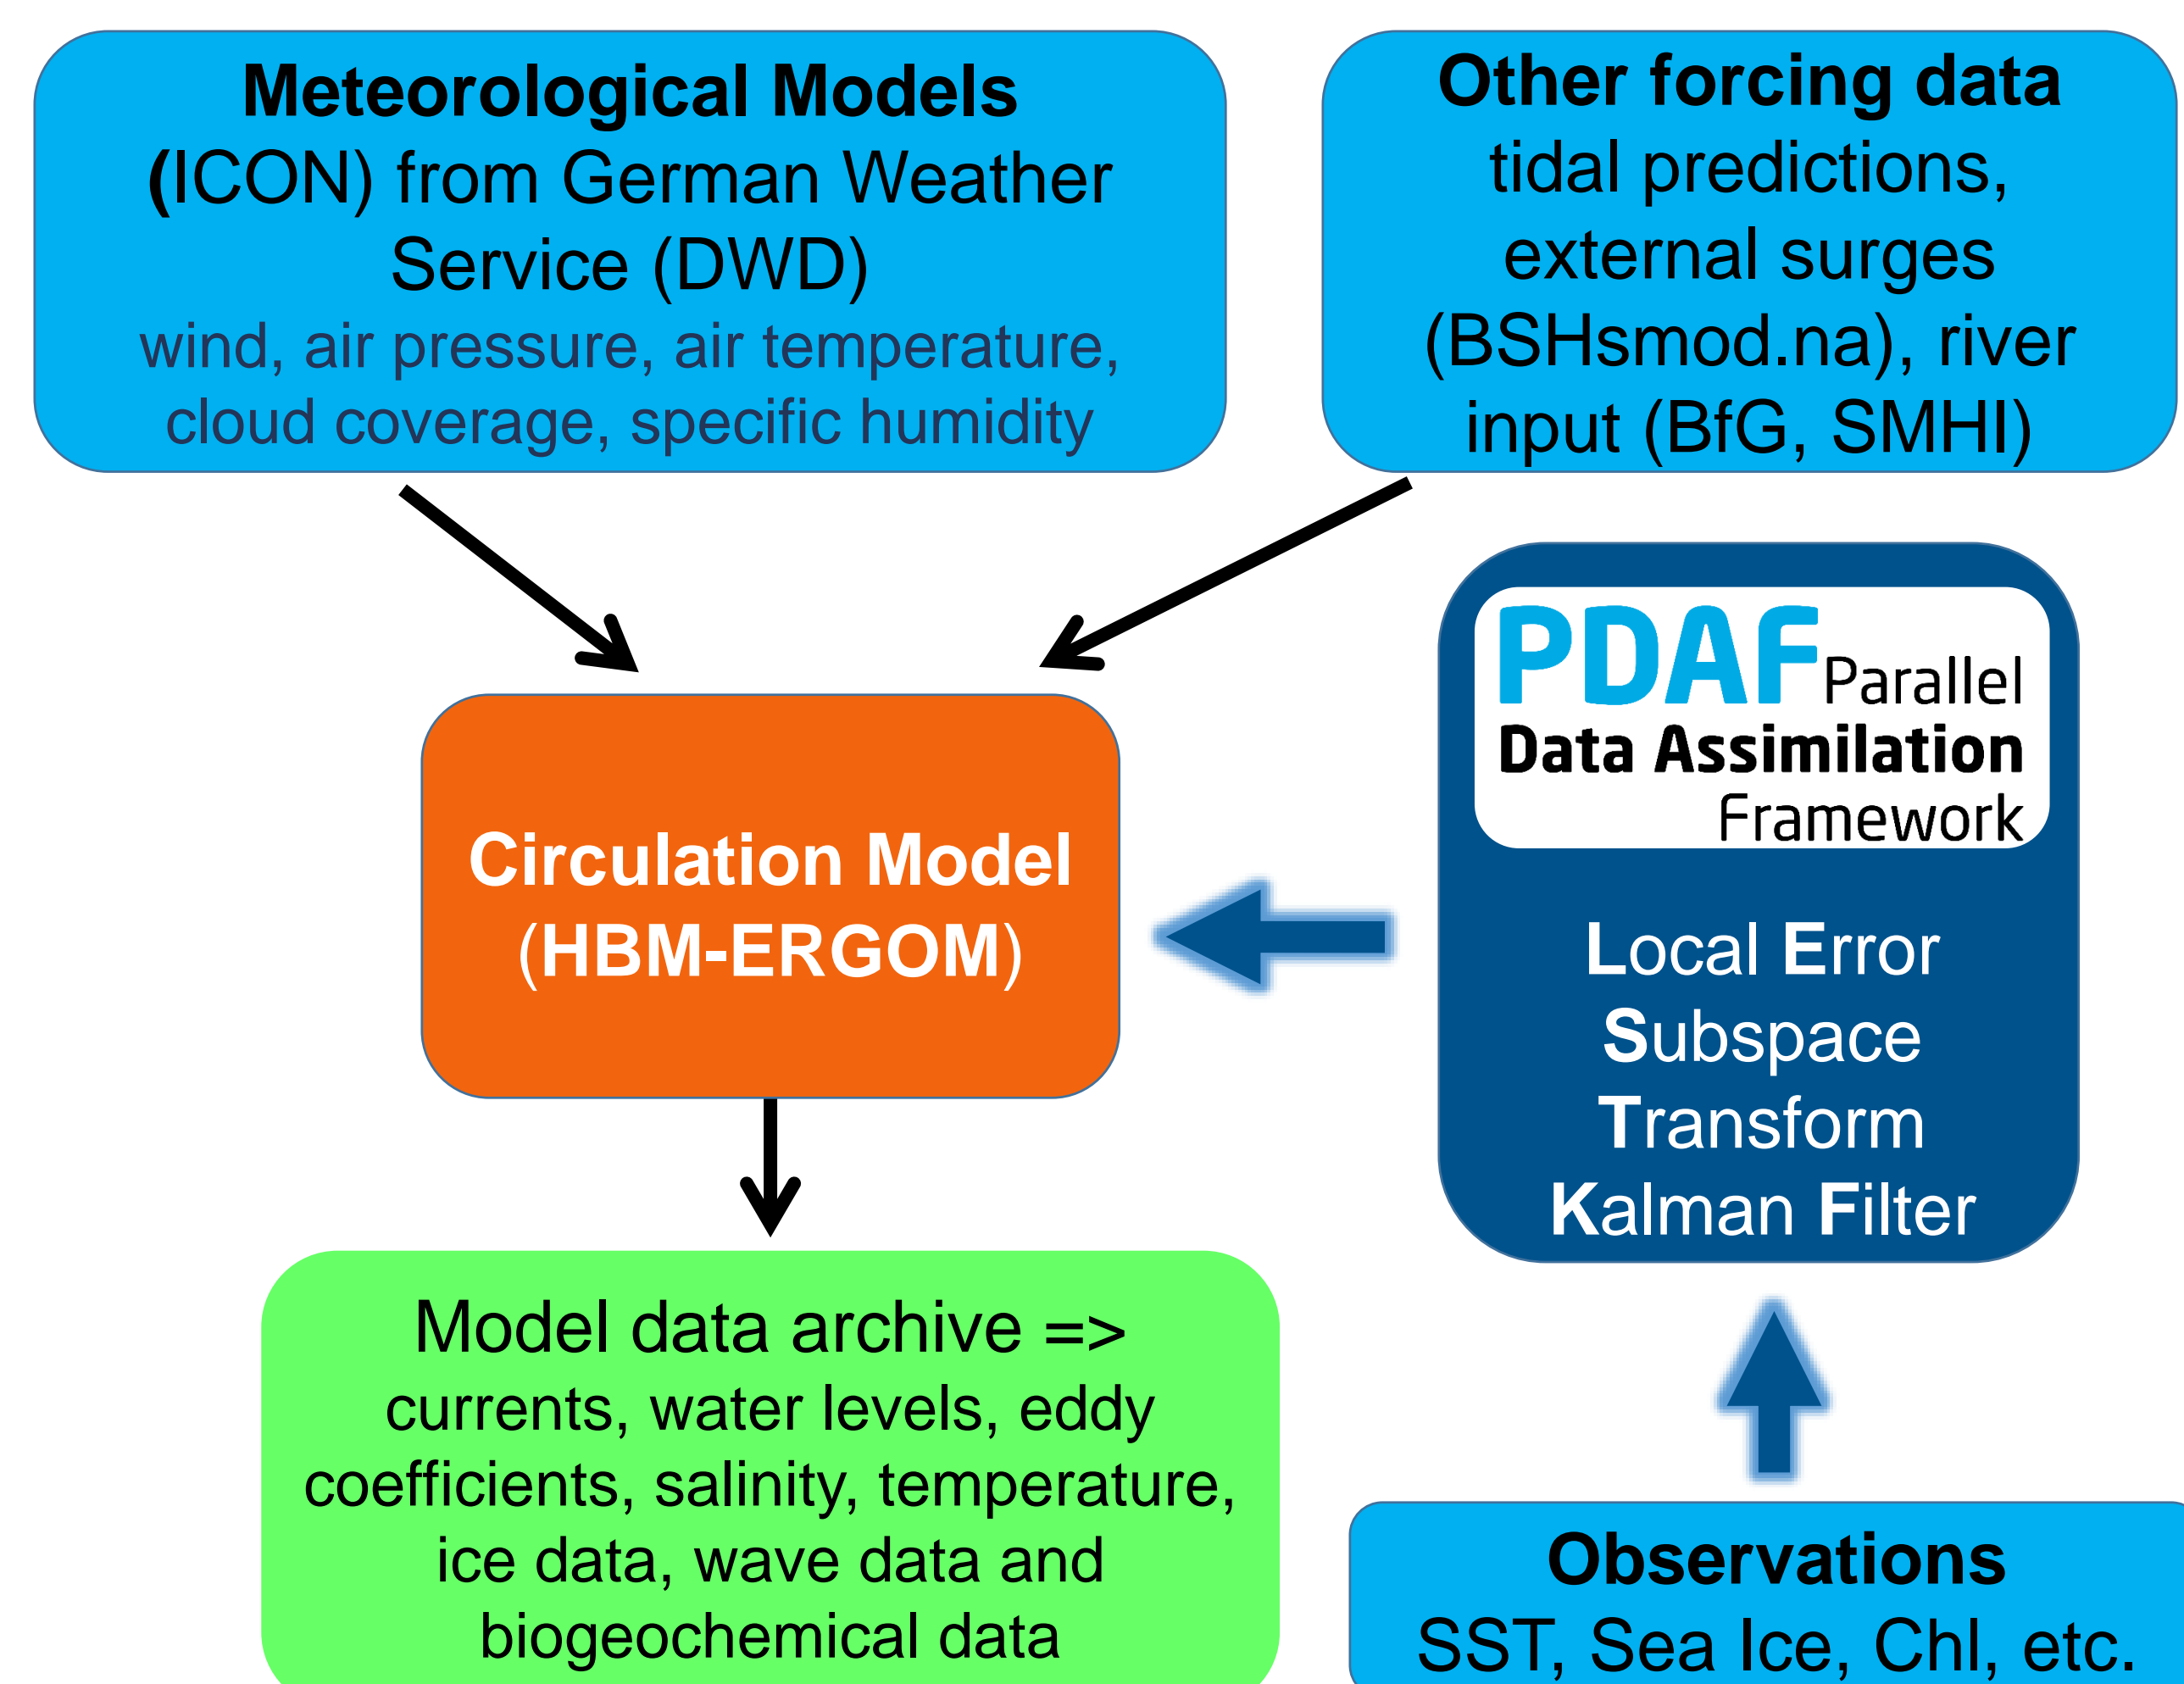 Meteorological Models
(ICON) from German Weather
Service (DWD)
wind, air pressure, air temperature,
cloud coverage, specific humidity
Other forcing data
tidal predictions,
external surges
(BSHsmod.na), river
input (BfG, SMHI)
PDAF Parallel
Data Assimilation
Framework
Local Error
Subspace
Transform
Kalman Filter
Circulation Model
(HBM-ERGOM)
Model data archive =>
currents, water levels, eddy
coefficients, salinity, temperature,
ice data, wave data and
biogeochemical data
Observations
SST, Sea Ice, Chl, etc.